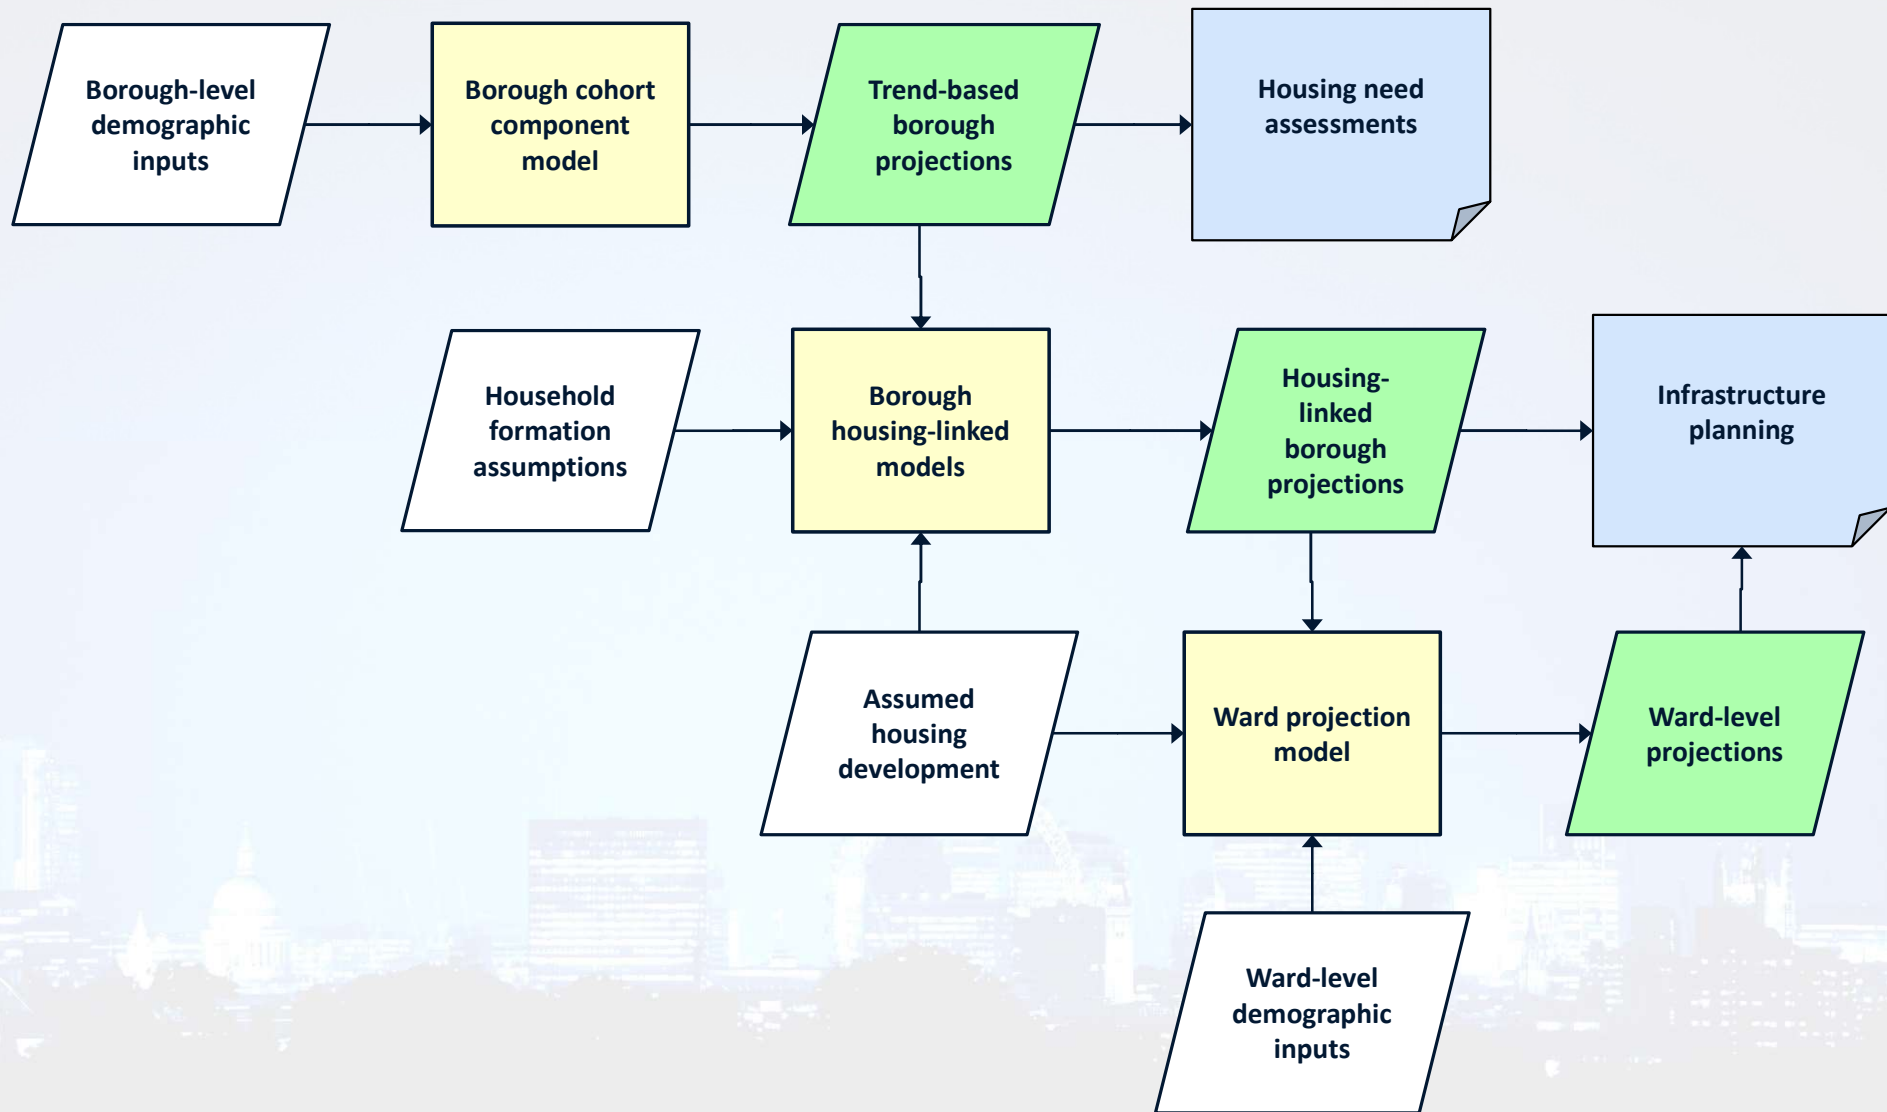 Borough-level
demographic
inputs
Borough cohort
component
model
Trend-based
borough
projections
Housing need
assessments
Household
formation
assumptions
Borough
housing-linked
models
Housing-
linked
borough
projections
Infrastructure
planning
Assumed
housing
development
Ward projection
model
Ward-level
projections
Ward-level
demographic
inputs